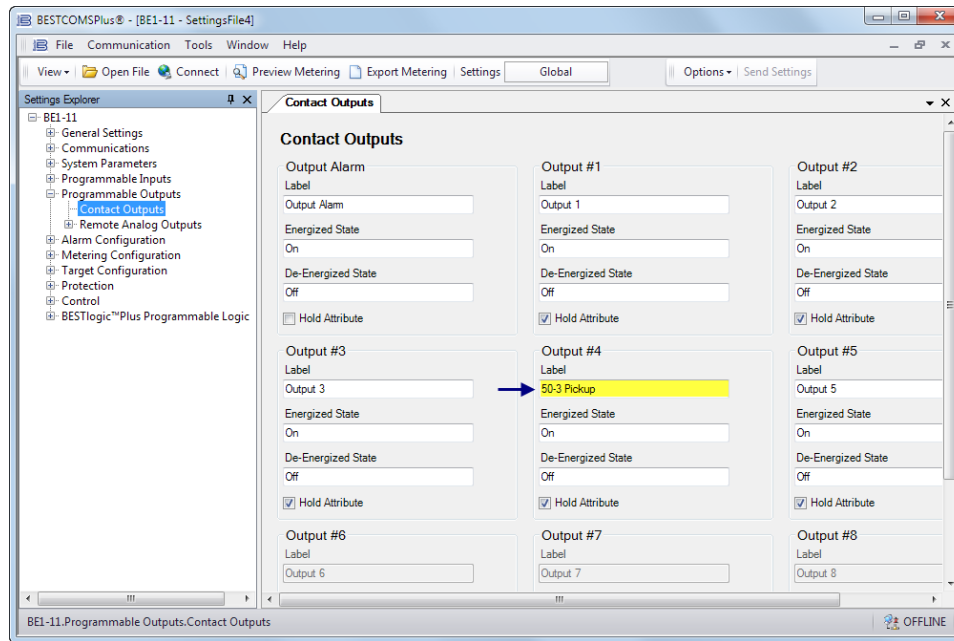 BESTCOMSPlus® - [BE1-11 - SettingsFile4]
File Communication Tools Window Help
View Open File Connect Preview Metering Export Metering Settings Global Options Send Settings
Settings Explorer
BE1-11
General Settings
Communications
System Parameters
Programmable Inputs
Programmable Outputs
Contact Outputs
Remote Analog Outputs
Alarm Configuration
Metering Configuration
Target Configuration
Protection
Control
BESTlogic™Plus Programmable Logic
Contact Outputs
Contact Outputs
Output Alarm
Label
Output Alarm
Energized State
On
De-Energized State
Off
Hold Attribute
Output #1
Label
Output 1
Energized State
On
De-Energized State
Off
Hold Attribute
Output #2
Label
Output 2
Energized State
On
De-Energized State
Off
Hold Attribute
Output #3
Label
Output 3
Energized State
On
De-Energized State
Off
Hold Attribute
Output #4
Label
50-3 Pickup
Energized State
On
De-Energized State
Off
Hold Attribute
Output #5
Label
Output 5
Energized State
On
De-Energized State
Off
Hold Attribute
Output #6
Label
Output 6
Output #7
Label
Output 7
Output #8
Label
Output 8
BE1-11.Programmable Outputs.Contact Outputs
OFFLINE